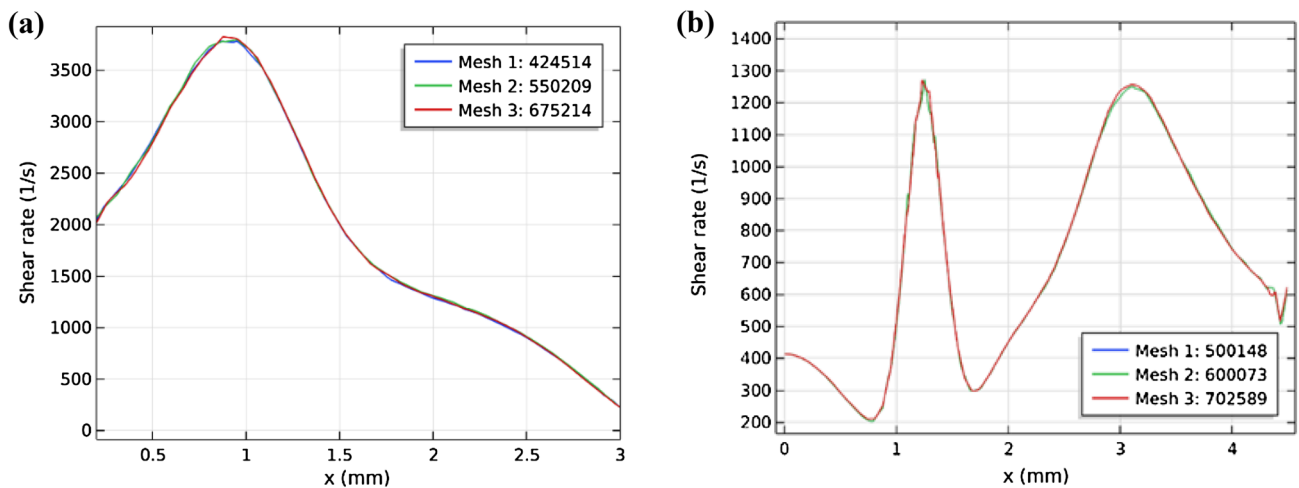 (a)
Shear rate (1/s)
3500
3000
2500
2000
1500
1000
500
0
0.5
1
1.5
2
2.5
3
x (mm)
Mesh 1: 424514
Mesh 2: 550209
Mesh 3: 675214
(b)
Shear rate (1/s)
1400
1300
1200
1100
1000
900
800
700
600
500
400
300
200
0
1
2
3
4
x (mm)
Mesh 1: 500148
Mesh 2: 600073
Mesh 3: 702589